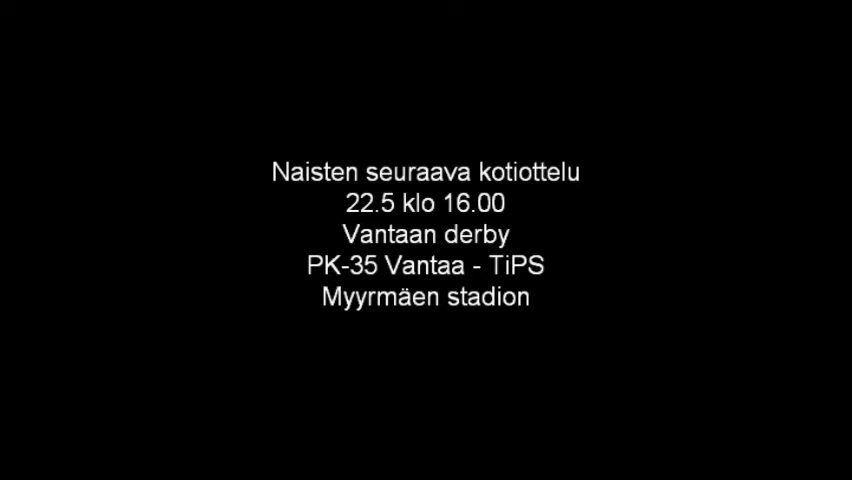 Naisten seuraava kotiottelu
22.5 klo 16.00
Vantaan derby
PK-35 Vantaa - TiPS
Myyrmäen stadion